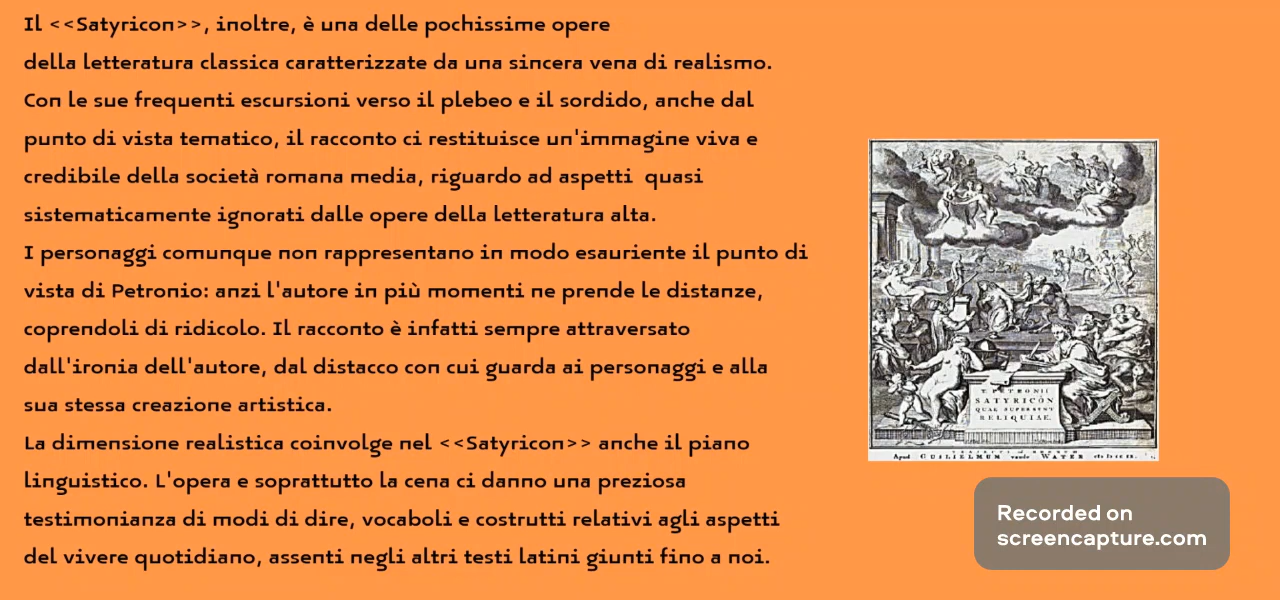 Il <<Satyricon>>, inoltre, è una delle pochissime opere
della letteratura classica caratterizzate da una sincera vena di realismo.
Con le sue frequenti escursioni verso il plebeo e il sordido, anche dal
punto di vista tematico, il racconto ci restituisce un'immagine viva e
credibile della società romana media, riguardo ad aspetti  quasi
sistematicamente ignorati dalle opere della letteratura alta.
I personaggi comunque non rappresentano in modo esauriente il punto di
vista di Petronio: anzi l'autore in più momenti ne prende le distanze,
coprendoli di ridicolo. Il racconto è infatti sempre attraversato
dall'ironia dell'autore, dal distacco con cui guarda ai personaggi e alla
sua stessa creazione artistica.
La dimensione realistica coinvolge nel <<Satyricon>> anche il piano
linguistico. L'opera e soprattutto la cena ci danno una preziosa
testimonianza di modi di dire, vocaboli e costrutti relativi agli aspetti
del vivere quotidiano, assenti negli altri testi latini giunti fino a noi.
PETRONII
SATYRICÔN
QUAE SUPERSUNT
RELIQUIAE.
Apud GUILIELMUM vande WATER
Recorded on
screencapture.com